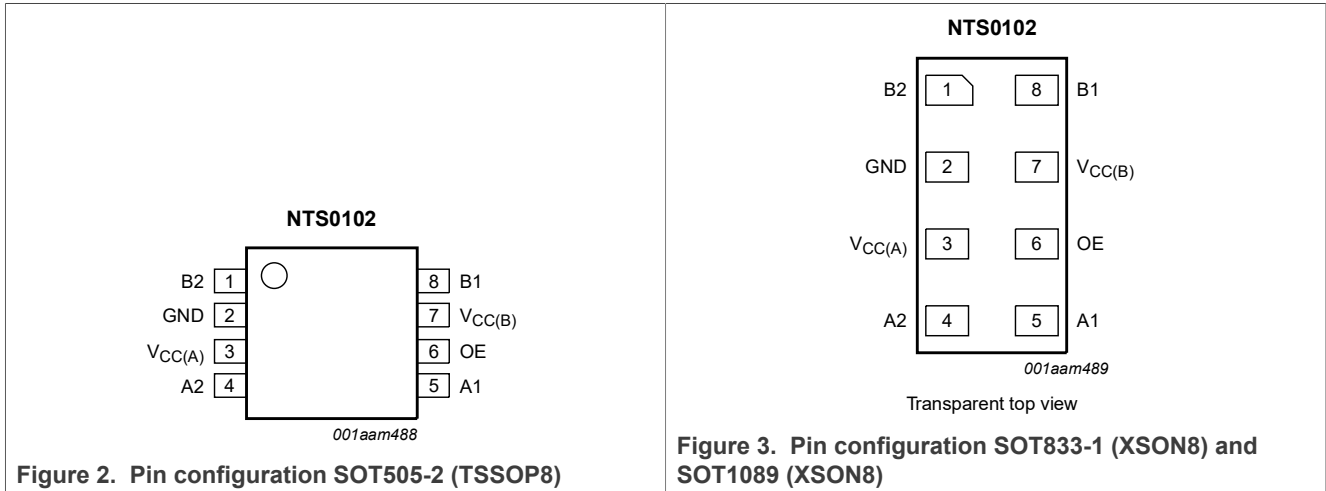 NTS0102
B2 1 8 B1
GND 2 7 VCC(B)
VCC(A) 3 6 OE
A2 4 5 A1
001aam488
Figure 2. Pin configuration SOT505-2 (TSSOP8)
NTS0102
B2 1 8 B1
GND 2 7 VCC(B)
VCC(A) 3 6 OE
A2 4 5 A1
001aam489
Transparent top view
Figure 3. Pin configuration SOT833-1 (XSON8) and
SOT1089 (XSON8)